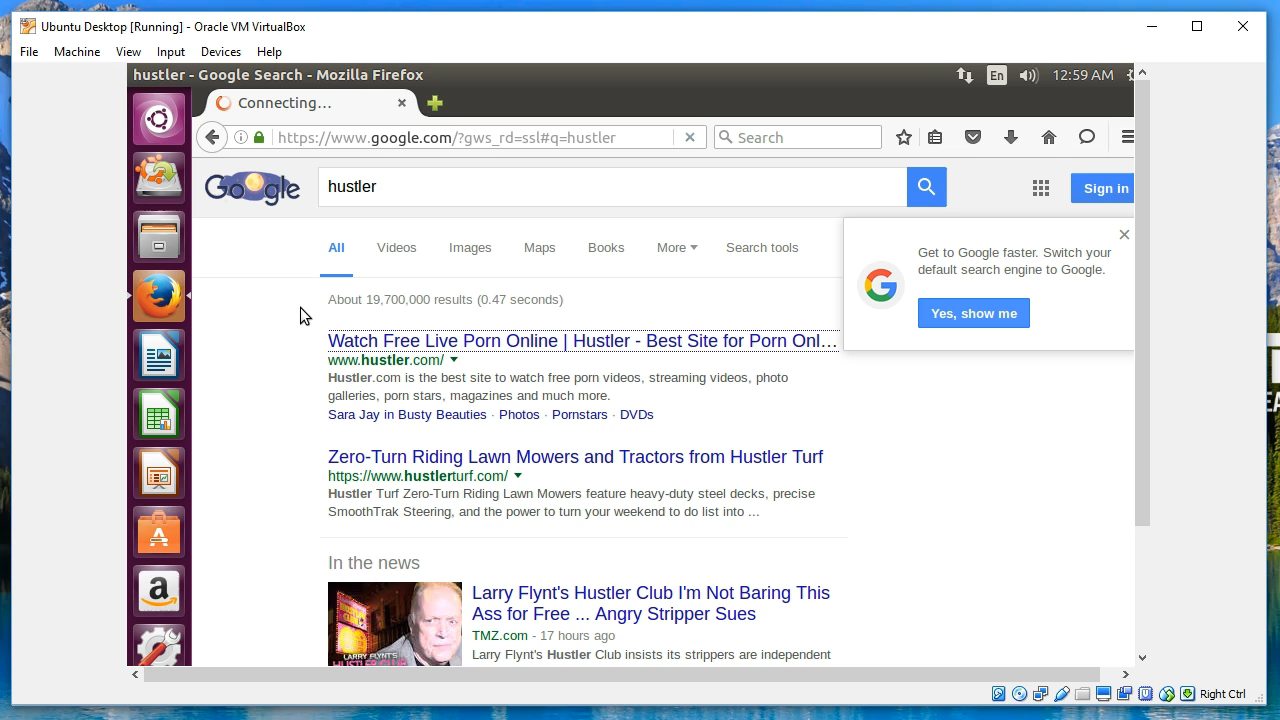 Ubuntu Desktop [Running] - Oracle VM VirtualBox
File Machine View Input Devices Help
hustler - Google Search - Mozilla Firefox
En 12:59 AM
Connecting...
https://www.google.com/?gws_rd=ssl#q=hustler
Search
Google
hustler
Sign in
All Videos Images Maps Books More Search tools
Get to Google faster. Switch your
default search engine to Google.
Yes, show me
About 19,700,000 results (0.47 seconds)
Watch Free Live Porn Online | Hustler - Best Site for Porn Onl...
www.hustler.com/
Hustler.com is the best site to watch free porn videos, streaming videos, photo
galleries, porn stars, magazines and much more.
Sara Jay in Busty Beauties · Photos · Pornstars · DVDs
Zero-Turn Riding Lawn Mowers and Tractors from Hustler Turf
https://www.hustlerturf.com/
Hustler Turf Zero-Turn Riding Lawn Mowers feature heavy-duty steel decks, precise
SmoothTrak Steering, and the power to turn your weekend to do list into ...
In the news
Larry Flynt's Hustler Club I'm Not Baring This
Ass for Free ... Angry Stripper Sues
TMZ.com - 17 hours ago
Larry Flynt's Hustler Club insists its strippers are independent
LARRY FLYNT'S
HUSTLER CLUB
Right Ctrl